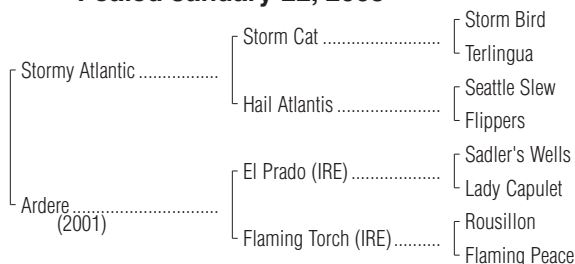 Foaled January 22,
Storm Bird
Storm Cat ........................
Terlingua
Stormy Atlantic ................
Seattle Slew
Hail Atlantis .....................
Flippers
Sadler's Wells
El Prado (IRE) ..................
Lady Capulet
Ardere.............................
(2001)
Rousillon
Flaming Torch (IRE)..........
Flaming Peace